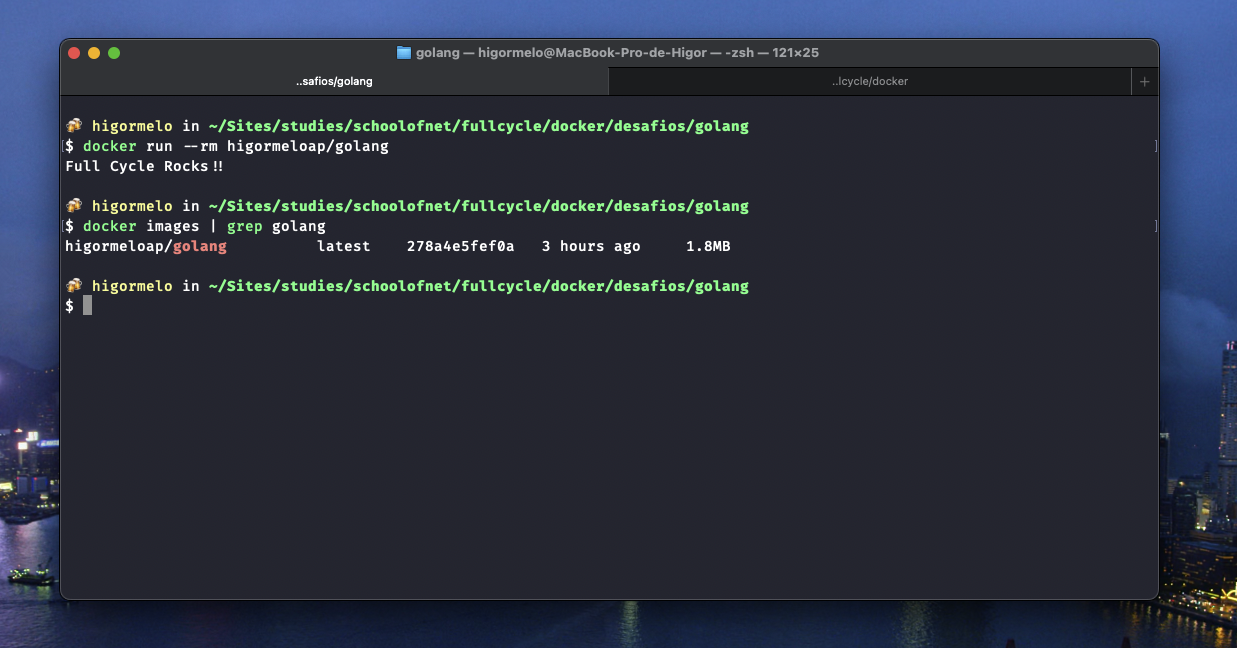 golang — higormelo@MacBook-Pro-de-Higor — -zsh — 121×25
..safios/golang ..lcycle/docker +
🍻 higormelo in ~/Sites/studies/schoolofnet/fullcycle/docker/desafios/golang
[$ docker run --rm higormeloap/golang ]
Full Cycle Rocks!!
🍻 higormelo in ~/Sites/studies/schoolofnet/fullcycle/docker/desafios/golang
[$ docker images | grep golang ]
higormeloap/golang latest 278a4e5fef0a 3 hours ago 1.8MB
🍻 higormelo in ~/Sites/studies/schoolofnet/fullcycle/docker/desafios/golang
$